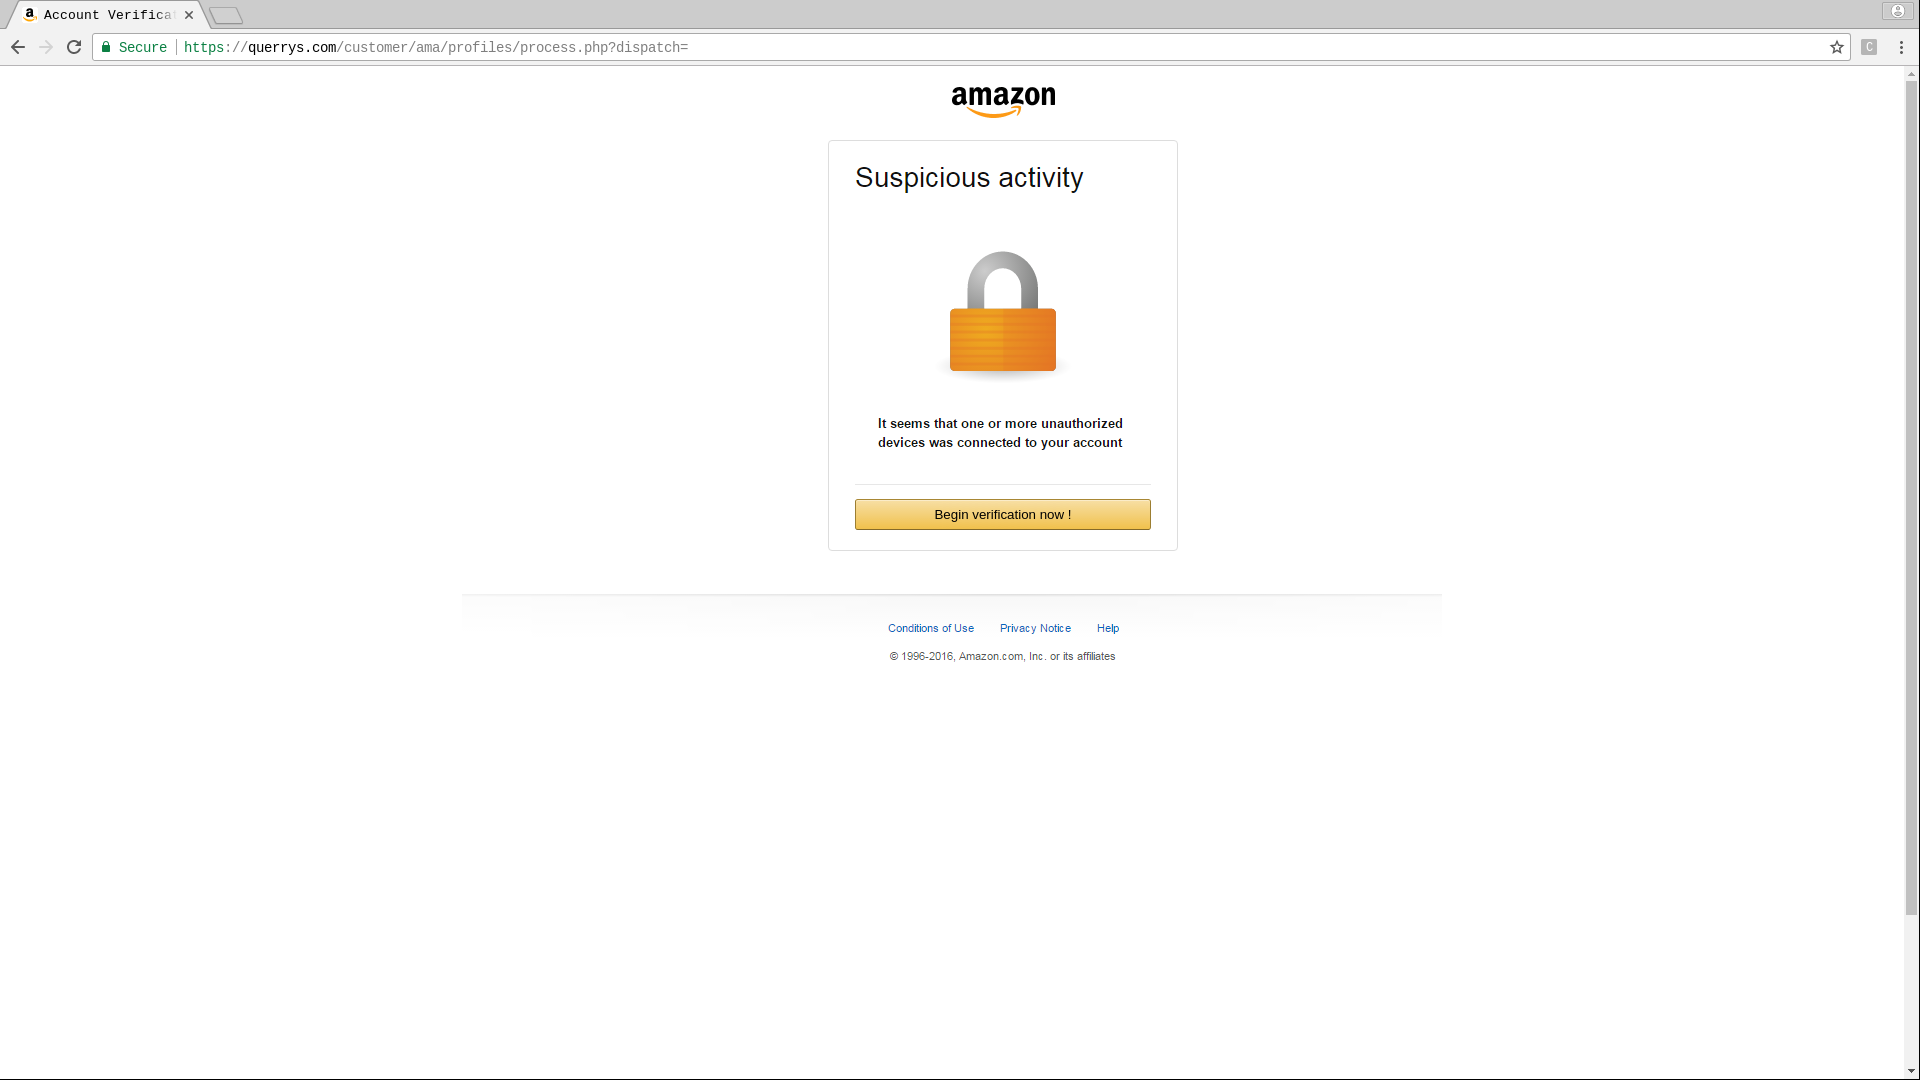 a Account Verifica
Secure https://querrys.com/customer/ama/profiles/process.php?dispatch=
C
amazon
Suspicious activity
It seems that one or more unauthorized
devices was connected to your account
Begin verification now !
Conditions of Use Privacy Notice Help
© 1996-2016, Amazon.com, Inc. or its affiliates